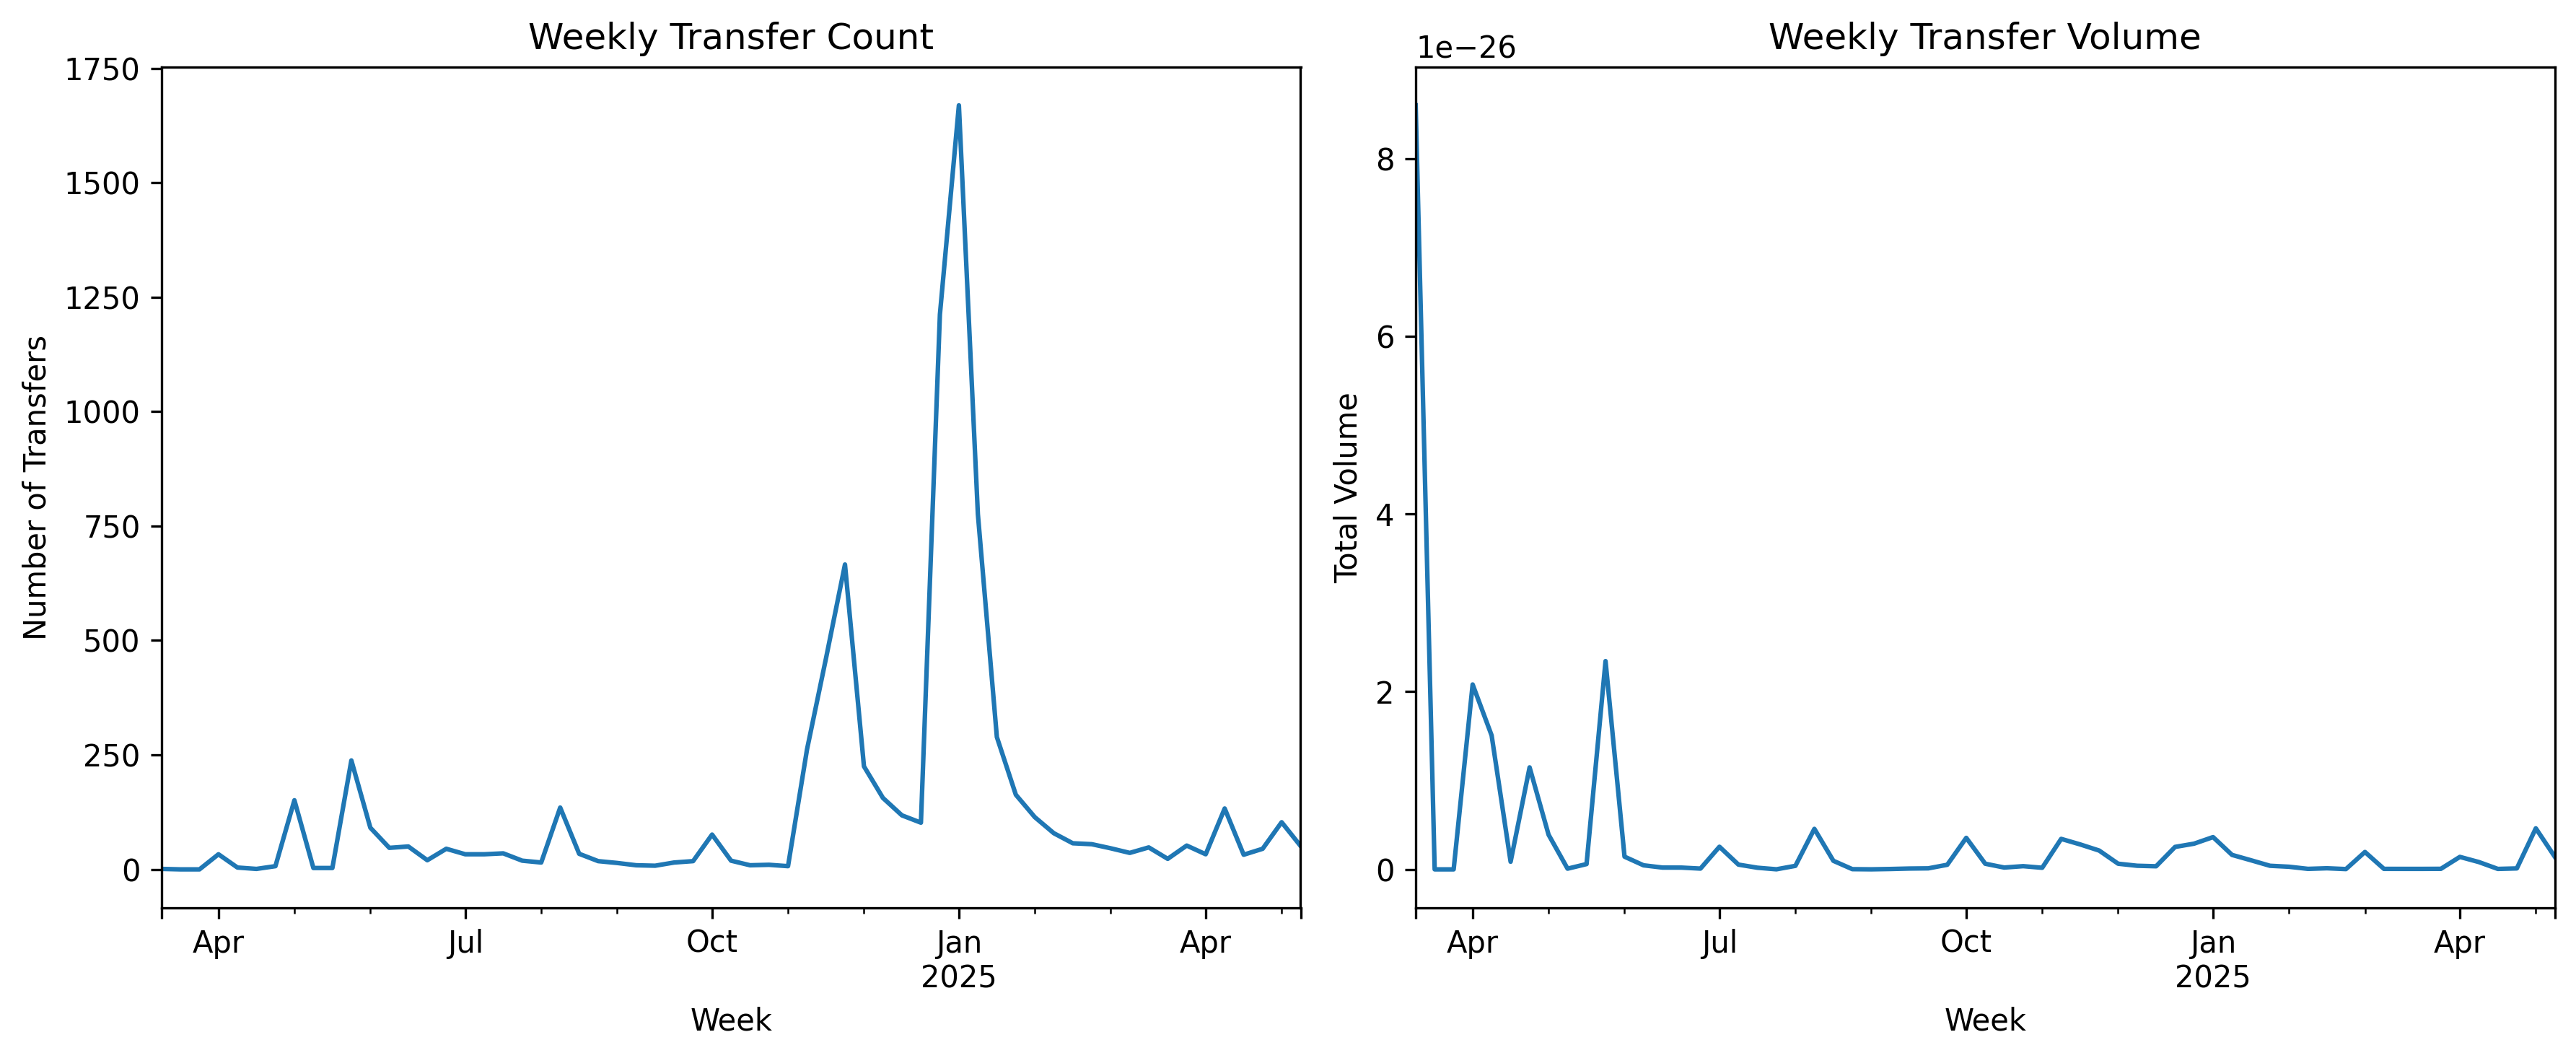 Weekly Transfer Count
1750
1500
1250
1000
750
500
250
0
Number of Transfers
Apr
Jul
Oct
Jan
2025
Apr
Week
Weekly Transfer Volume
1e−26
8
6
4
2
0
Total Volume
Apr
Jul
Oct
Jan
2025
Apr
Week